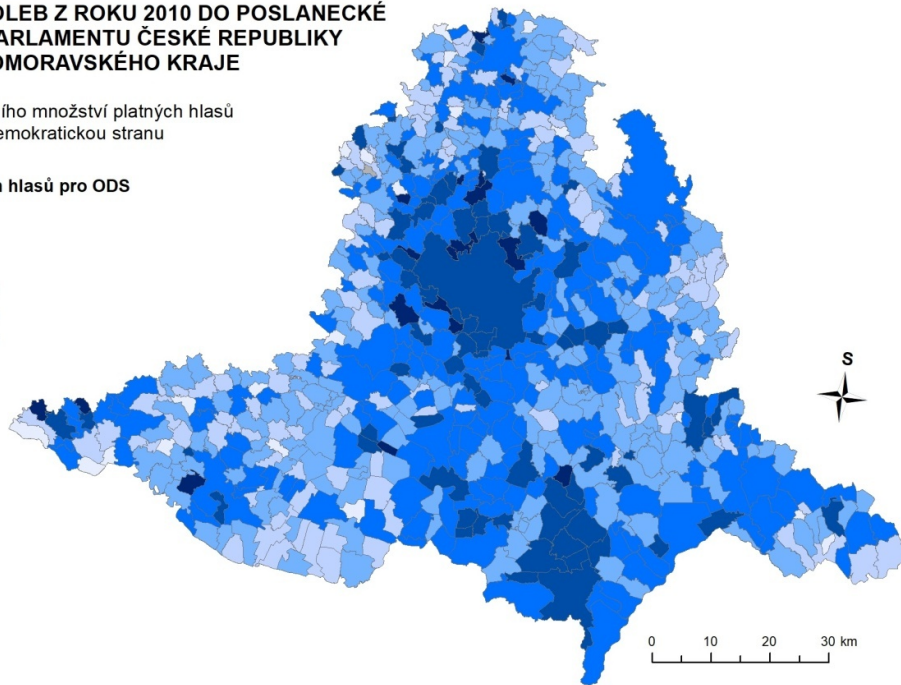 OLEB Z ROKU 2010 DO POSLANECKÉ
ARLAMENTU ČESKÉ REPUBLIKY
OMORAVSKÉHO KRAJE
ího množství platných hlasů
emokratickou stranu
hlasů pro ODS
S
0 10 20 30 km